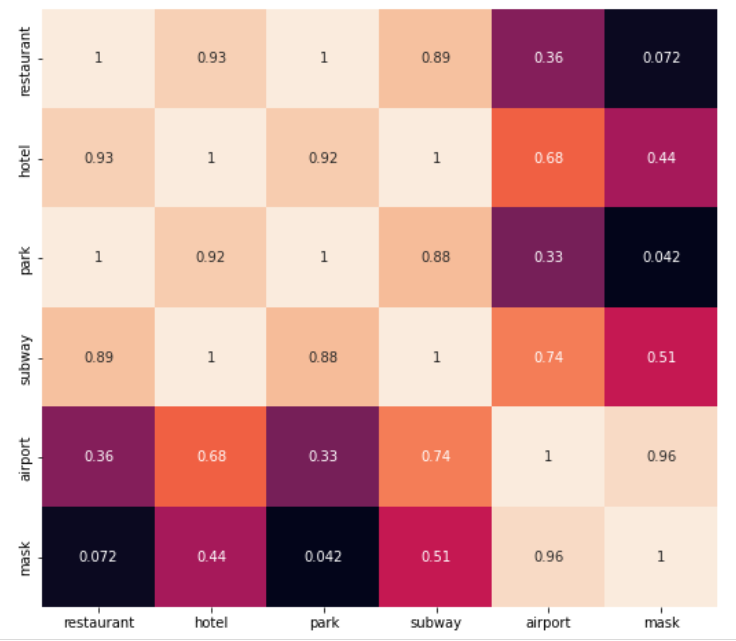 restaurant 1 0.93 1 0.89 0.36 0.072
hotel 0.93 1 0.92 1 0.68 0.44
park 1 0.92 1 0.88 0.33 0.042
subway 0.89 1 0.88 1 0.74 0.51
airport 0.36 0.68 0.33 0.74 1 0.96
mask 0.072 0.44 0.042 0.51 0.96 1
restaurant hotel park subway airport mask